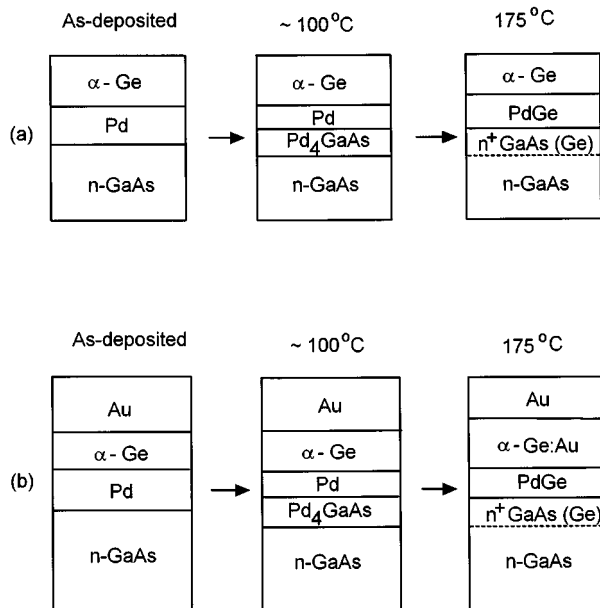 As-deposited ~ 100°C 175°C
(a)
α - Ge
Pd
n-GaAs
α - Ge
Pd
Pd₄GaAs
n-GaAs
α - Ge
PdGe
n⁺ GaAs (Ge)
n-GaAs
As-deposited ~ 100°C 175°C
(b)
Au
α - Ge
Pd
n-GaAs
Au
α - Ge
Pd
Pd₄GaAs
n-GaAs
Au
α - Ge:Au
PdGe
n⁺ GaAs (Ge)
n-GaAs